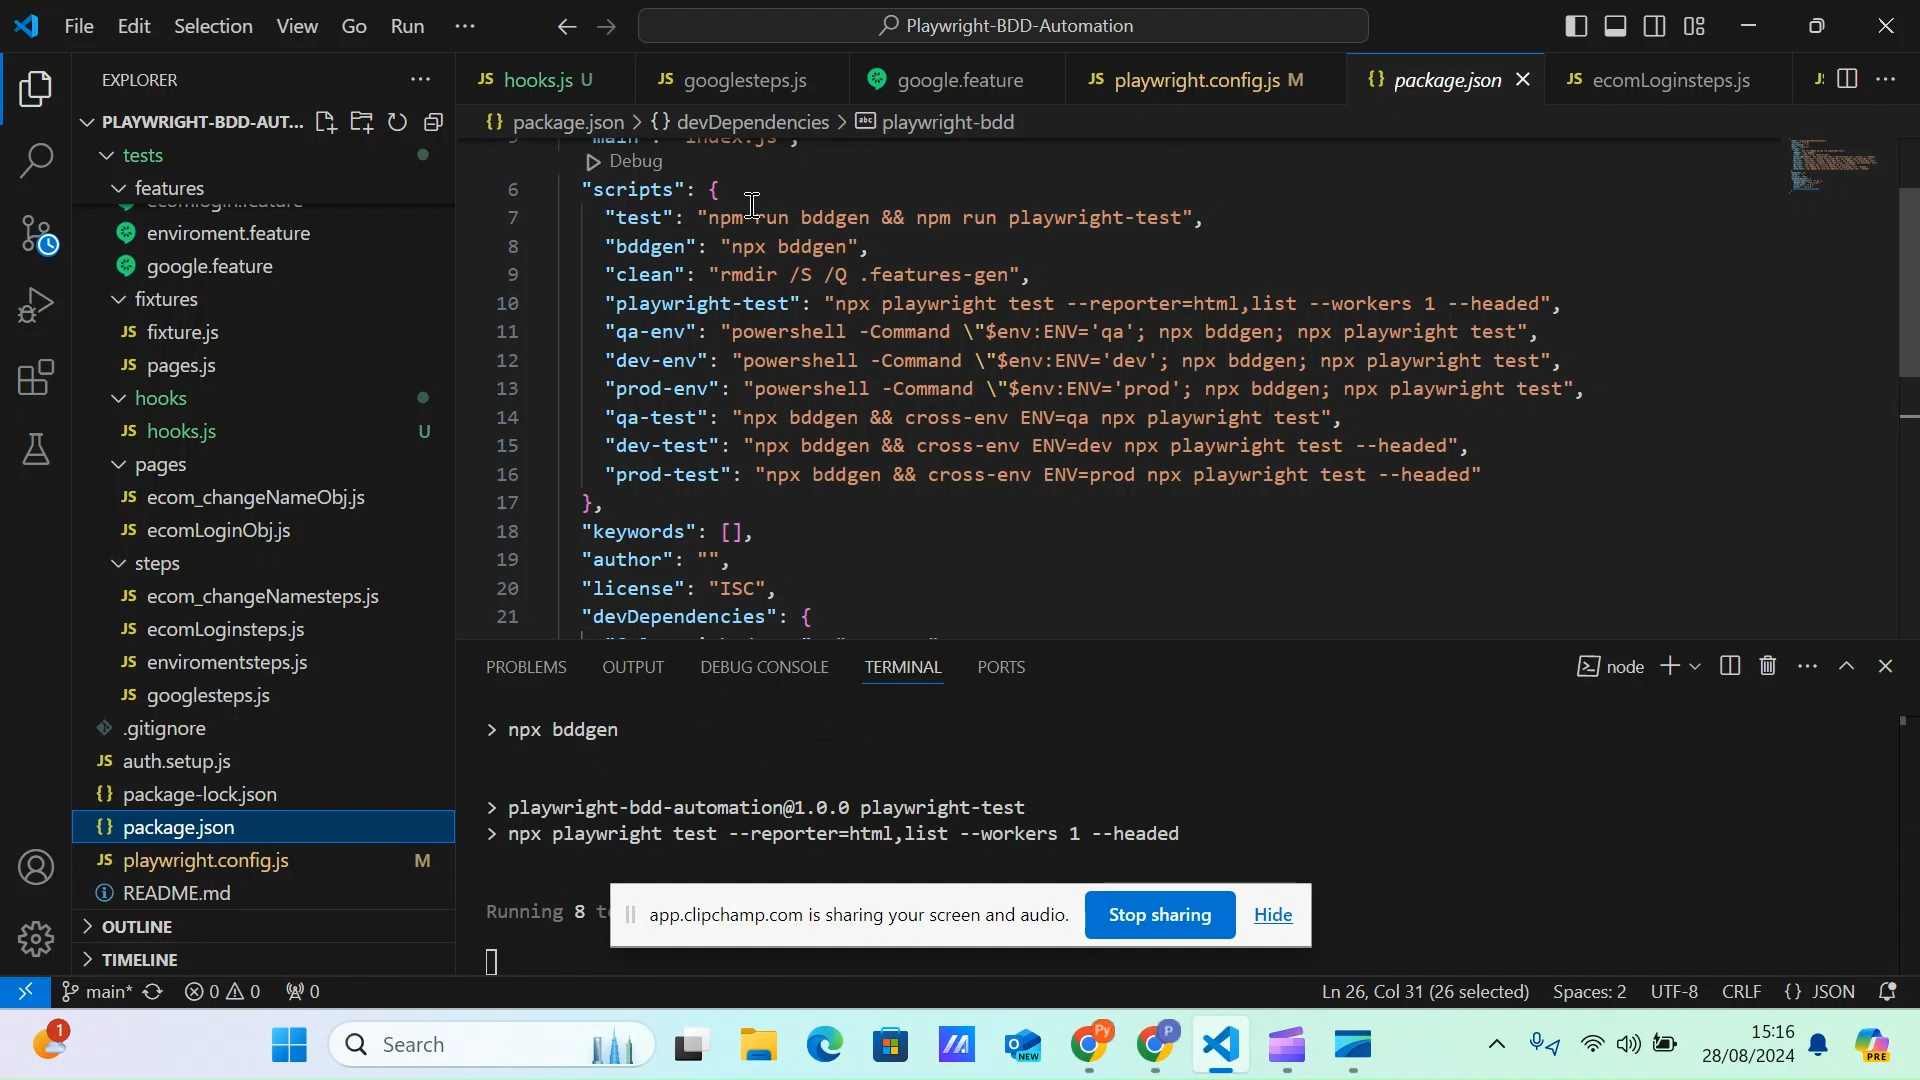 File Edit Selection View Go Run ···
Playwright-BDD-Automation
EXPLORER
PLAYWRIGHT-BDD-AUT...
tests
features
enviroment.feature
google.feature
fixtures
JS fixture.js
JS pages.js
hooks
JS hooks.js U
pages
JS ecom_changeNameObj.js
JS ecomLoginObj.js
steps
JS ecom_changeNamesteps.js
JS ecomLoginsteps.js
JS enviromentsteps.js
JS googlesteps.js
.gitignore
JS auth.setup.js
{} package-lock.json
{} package.json
JS playwright.config.js M
README.md
OUTLINE
TIMELINE
JS hooks.js U
JS googlesteps.js
google.feature
JS playwright.config.js M
{} package.json
JS ecomLoginsteps.js
{} package.json > {} devDependencies > abc playwright-bdd
5 "main": "index.js",
Debug
6 "scripts": {
7 "test": "npm run bddgen && npm run playwright-test",
8 "bddgen": "npx bddgen",
9 "clean": "rmdir /S /Q .features-gen",
10 "playwright-test": "npx playwright test --reporter=html,list --workers 1 --headed",
11 "qa-env": "powershell -Command \"$env:ENV='qa'; npx bddgen; npx playwright test",
12 "dev-env": "powershell -Command \"$env:ENV='dev'; npx bddgen; npx playwright test",
13 "prod-env": "powershell -Command \"$env:ENV='prod'; npx bddgen; npx playwright test",
14 "qa-test": "npx bddgen && cross-env ENV=qa npx playwright test",
15 "dev-test": "npx bddgen && cross-env ENV=dev npx playwright test --headed",
16 "prod-test": "npx bddgen && cross-env ENV=prod npx playwright test --headed"
17 },
18 "keywords": [],
19 "author": "",
20 "license": "ISC",
21 "devDependencies": {
PROBLEMS OUTPUT DEBUG CONSOLE TERMINAL PORTS
node
> npx bddgen
> playwright-bdd-automation@1.0.0 playwright-test
> npx playwright test --reporter=html,list --workers 1 --headed
Running 8
app.clipchamp.com is sharing your screen and audio. Stop sharing Hide
main* 0 0 0 Ln 26, Col 31 (26 selected) Spaces: 2 UTF-8 CRLF {} JSON
1 Search NEW Py P 15:16
28/08/2024
PRE